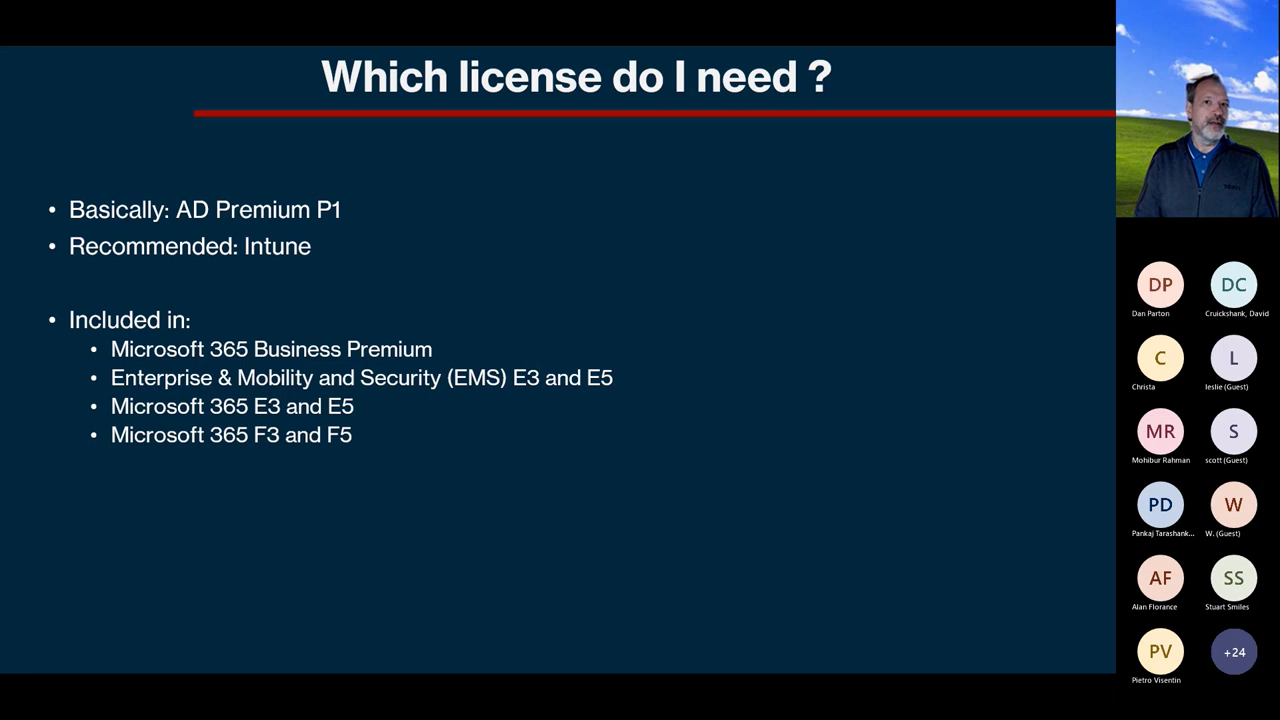 Which license do I need ?
• Basically: AD Premium P1
• Recommended: Intune
• Included in:
• Microsoft 365 Business Premium
• Enterprise & Mobility and Security (EMS) E3 and E5
• Microsoft 365 E3 and E5
• Microsoft 365 F3 and F5
DP
DC
Dan Parton
Cruickshank, David
C
L
Christa
leslie (Guest)
MR
S
Mohibur Rahman
scott (Guest)
PD
W
Pankaj Tarashank...
W. (Guest)
AF
SS
Alan Florance
Stuart Smiles
PV
+24
Pietro Visentin